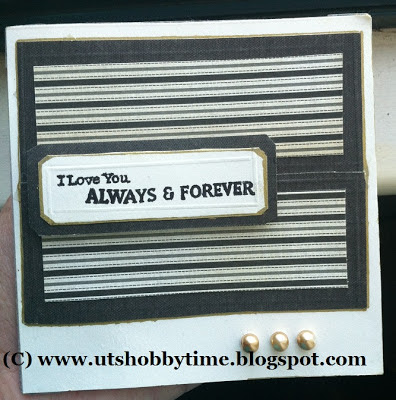 I Love You
ALWAYS & FOREVER
(C) www.utshobbytime.blogspot.com